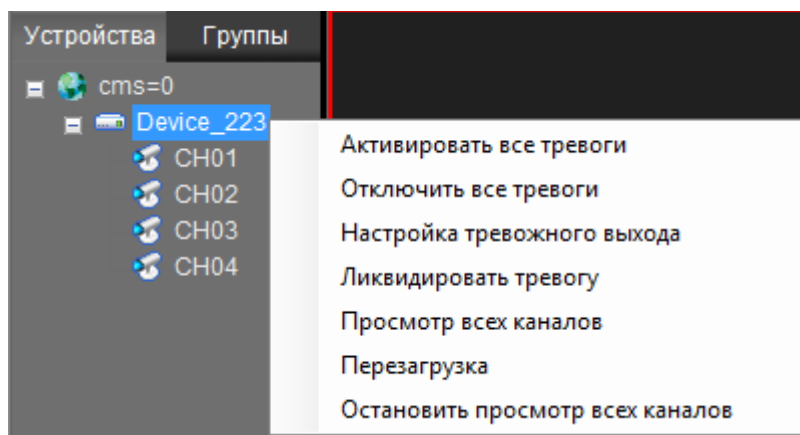 Устройства Группы
cms=0
Device_223
CH01
CH02
CH03
CH04
Активировать все тревоги
Отключить все тревоги
Настройка тревожного выхода
Ликвидировать тревогу
Просмотр всех каналов
Перезагрузка
Остановить просмотр всех каналов